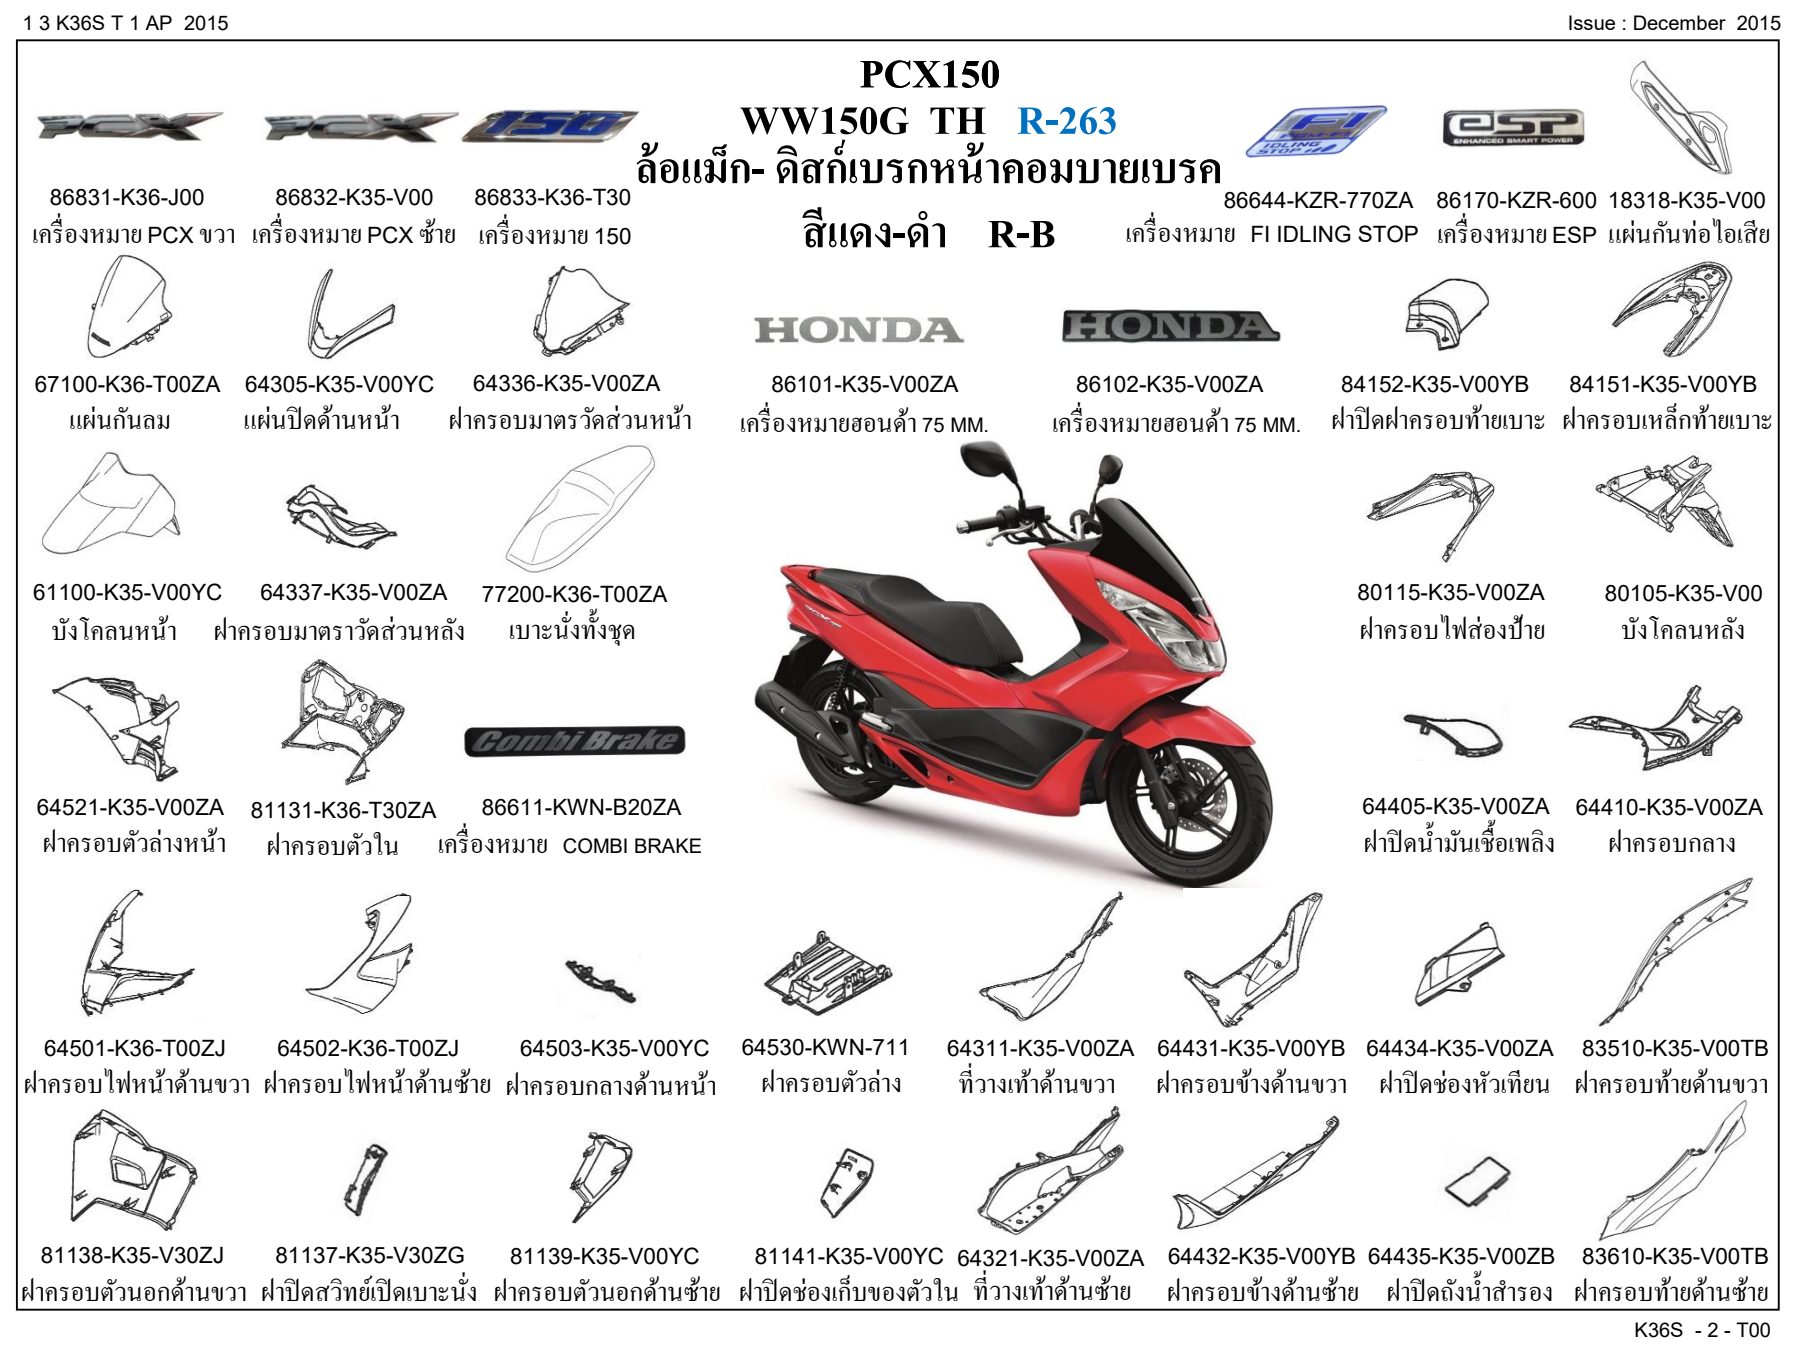 1 3 K36S T 1 AP 2015
Issue : December 2015
PCX150
WW150G TH R-263
ล้อแม็ก- ดิสก์เบรกหน้าคอมบายเบรค
สีแดง-ดำ R-B
PCX
PCX
150
FI
PGM-FI
IDLING
STOP
eSP
ENHANCED SMART POWER
86831-K36-J00
เครื่องหมาย PCX ขวา
86832-K35-V00
เครื่องหมาย PCX ซ้าย
86833-K36-T30
เครื่องหมาย 150
86644-KZR-770ZA
เครื่องหมาย FI IDLING STOP
86170-KZR-600
เครื่องหมาย ESP
18318-K35-V00
แผ่นกันท่อไอเสีย
HONDA
HONDA
67100-K36-T00ZA
แผ่นกันลม
64305-K35-V00YC
แผ่นปิดด้านหน้า
64336-K35-V00ZA
ฝาครอบมาตรวัดส่วนหน้า
86101-K35-V00ZA
เครื่องหมายฮอนด้า 75 MM.
86102-K35-V00ZA
เครื่องหมายฮอนด้า 75 MM.
84152-K35-V00YB
ฝาปิดฝาครอบท้ายเบาะ
84151-K35-V00YB
ฝาครอบเหล็กท้ายเบาะ
61100-K35-V00YC
บังโคลนหน้า
64337-K35-V00ZA
ฝาครอบมาตราวัดส่วนหลัง
77200-K36-T00ZA
เบาะนั่งทั้งชุด
80115-K35-V00ZA
ฝาครอบไฟส่องป้าย
80105-K35-V00
บังโคลนหลัง
Combi Brake
64521-K35-V00ZA
ฝาครอบตัวล่างหน้า
81131-K36-T30ZA
ฝาครอบตัวใน
86611-KWN-B20ZA
เครื่องหมาย COMBI BRAKE
64405-K35-V00ZA
ฝาปิดน้ำมันเชื้อเพลิง
64410-K35-V00ZA
ฝาครอบกลาง
64501-K36-T00ZJ
ฝาครอบไฟหน้าด้านขวา
64502-K36-T00ZJ
ฝาครอบไฟหน้าด้านซ้าย
64503-K35-V00YC
ฝาครอบกลางด้านหน้า
64530-KWN-711
ฝาครอบตัวล่าง
64311-K35-V00ZA
ที่วางเท้าด้านขวา
64431-K35-V00YB
ฝาครอบข้างด้านขวา
64434-K35-V00ZA
ฝาปิดช่องหัวเทียน
83510-K35-V00TB
ฝาครอบท้ายด้านขวา
81138-K35-V30ZJ
ฝาครอบตัวนอกด้านขวา
81137-K35-V30ZG
ฝาปิดสวิทย์เปิดเบาะนั่ง
81139-K35-V00YC
ฝาครอบตัวนอกด้านซ้าย
81141-K35-V00YC
ฝาปิดช่องเก็บของตัวใน
64321-K35-V00ZA
ที่วางเท้าด้านซ้าย
64432-K35-V00YB
ฝาครอบข้างด้านซ้าย
64435-K35-V00ZB
ฝาปิดถังน้ำสำรอง
83610-K35-V00TB
ฝาครอบท้ายด้านซ้าย
K36S - 2 - T00